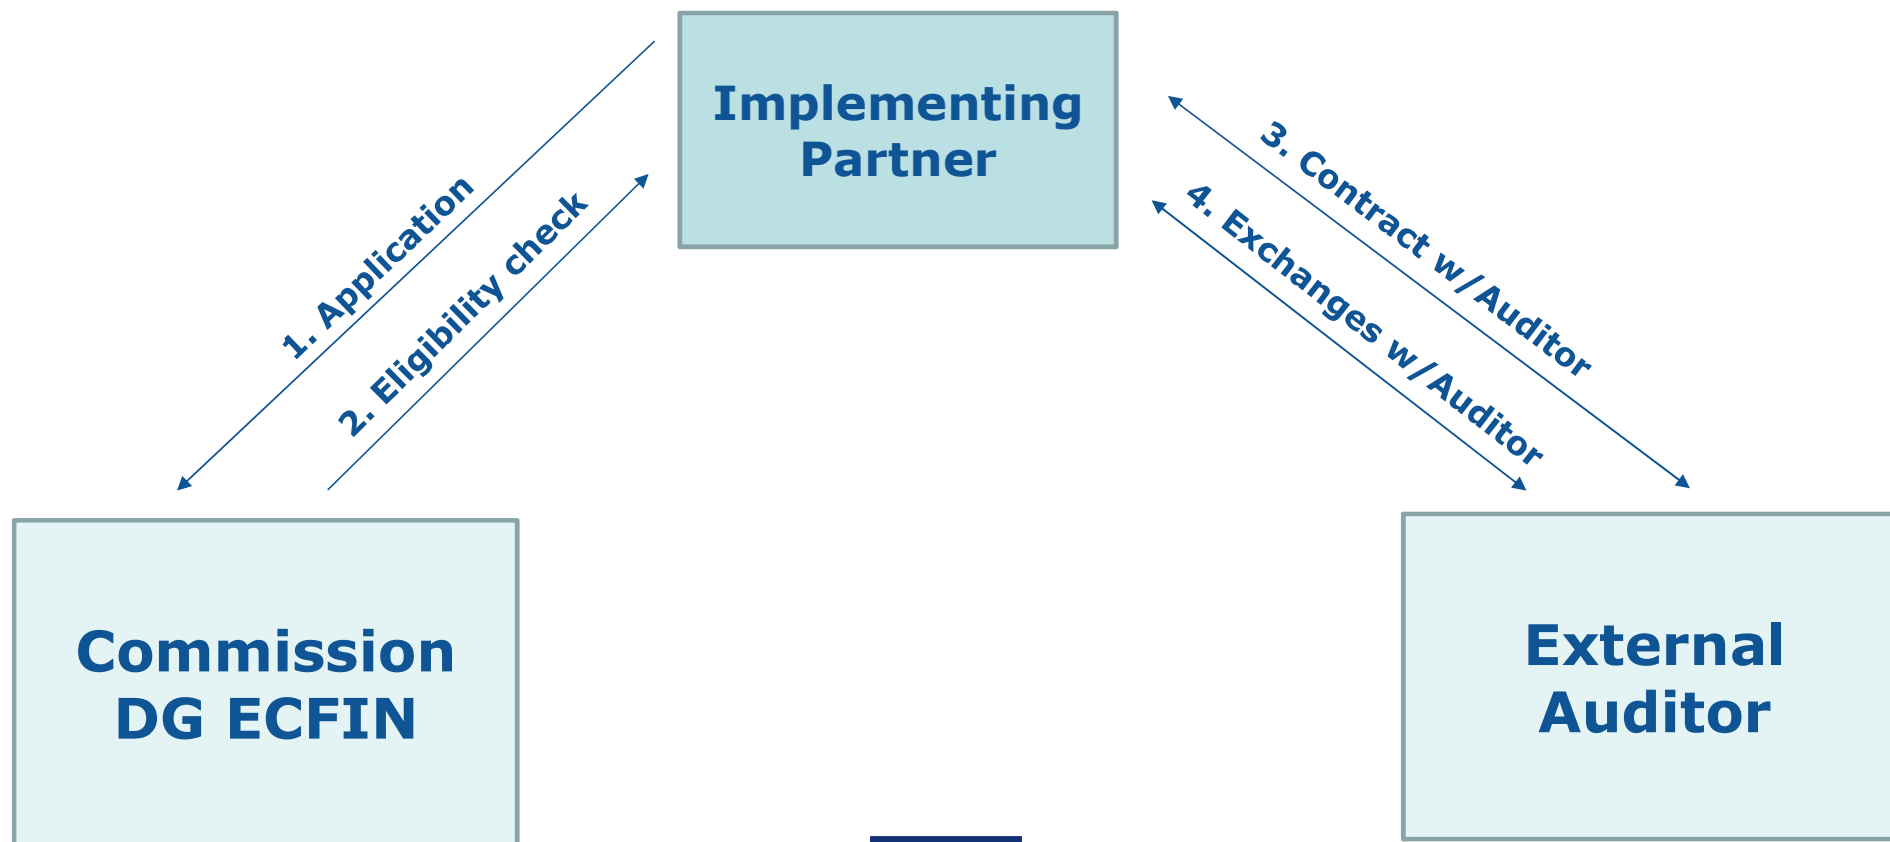 Implementing
Partner
1. Application
2. Eligibility check
3. Contract w/Auditor
4. Exchanges w/Auditor
Commission
DG ECFIN
External
Auditor